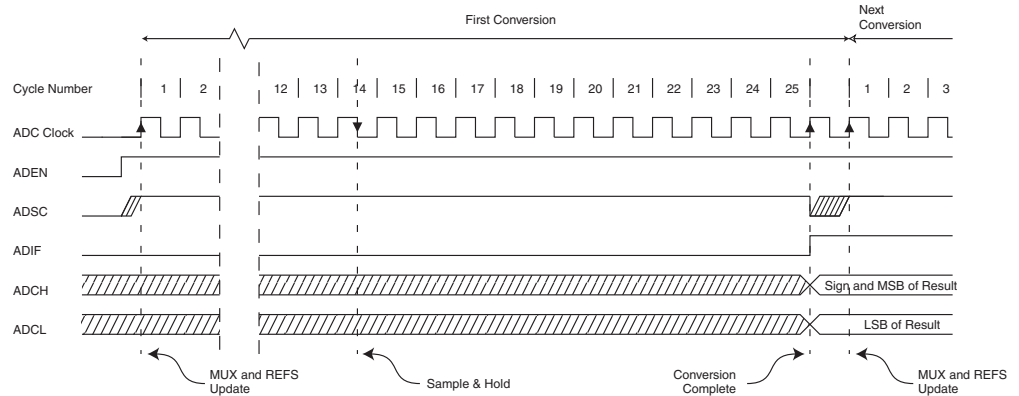 First Conversion
Next
Conversion
Cycle Number 1 2 12 13 14 15 16 17 18 19 20 21 22 23 24 25 1 2 3
ADC Clock
ADEN
ADSC
ADIF
ADCH Sign and MSB of Result
ADCL LSB of Result
MUX and REFS
Update
Sample & Hold
Conversion
Complete
MUX and REFS
Update